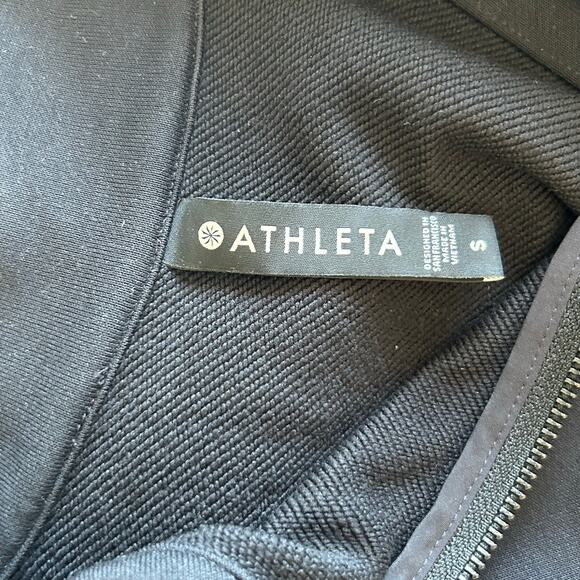 ATHLETA
DESIGNED IN
SAN FRANCISCO
MADE IN
VIETNAM
S